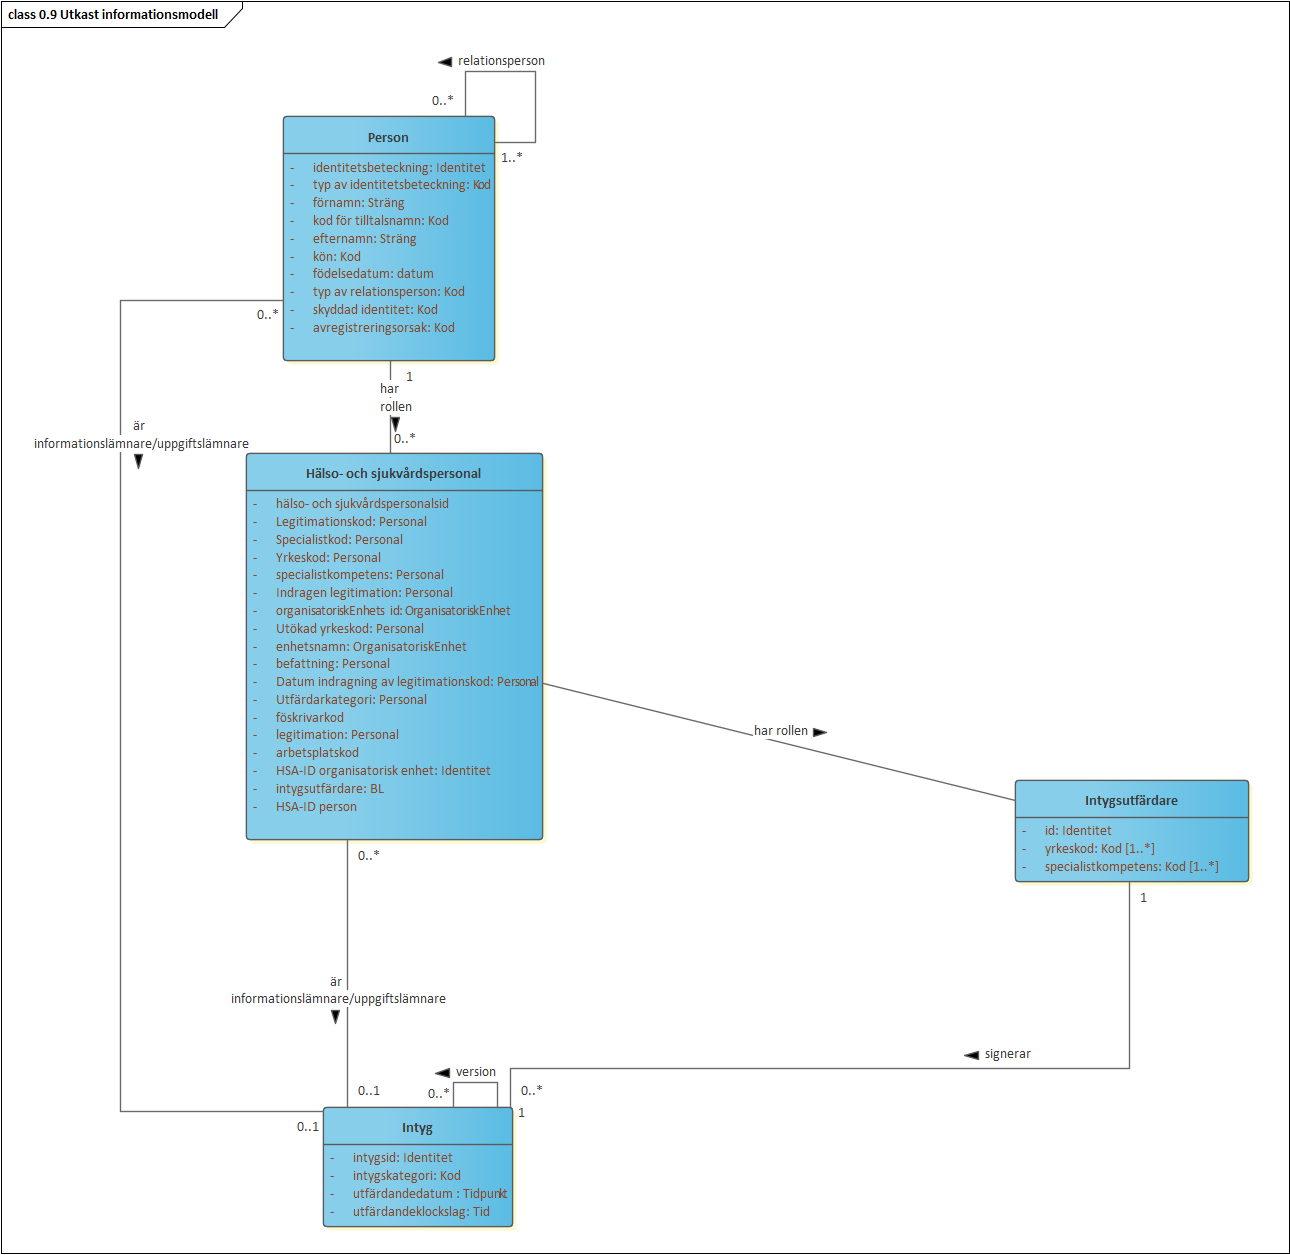 class 0.9 Utkast informationsmodell
relationsperson
0..*
1..*
Person
- identitetsbeteckning: Identitet
- typ av identitetsbeteckning: Kod
- förnamn: Sträng
- kod för tilltalsnamn: Kod
- efternamn: Sträng
- kön: Kod
- födelsedatum: datum
- typ av relationsperson: Kod
- skyddad identitet: Kod
- avregistreringsorsak: Kod
0..*
1
har
rollen
0..*
är
informationslämnare/uppgiftslämnare
Hälso- och sjukvårdspersonal
- hälso- och sjukvårdspersonalsid
- Legitimationskod: Personal
- Specialistkod: Personal
- Yrkeskod: Personal
- specialistkompetens: Personal
- Indragen legitimation: Personal
- organisatoriskEnhets id: OrganisatoriskEnhet
- Utökad yrkeskod: Personal
- enhetsnamn: OrganisatoriskEnhet
- befattning: Personal
- Datum indragning av legitimationskod: Personal
- Utfärdarkategori: Personal
- föskrivarkod
- legitimation: Personal
- arbetsplatskod
- HSA-ID organisatorisk enhet: Identitet
- intygsutfärdare: BL
- HSA-ID person
har rollen
Intygsutfärdare
- id: Identitet
- yrkeskod: Kod [1..*]
- specialistkompetens: Kod [1..*]
0..*
1
är
informationslämnare/uppgiftslämnare
signerar
version
0..1
0..*
0..*
1
0..1
Intyg
- intygsid: Identitet
- intygskategori: Kod
- utfärdandedatum : Tidpunkt
- utfärdandeklockslag: Tid